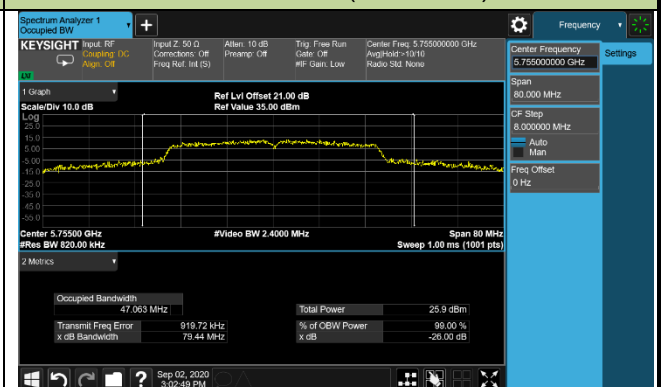 Spectrum Analyzer 1
Occupied BW
+
Frequency
KEYSIGHT
Input: RF
Coupling: DC
Align: Off
Input Z: 50 Ω
Corrections: Off
Freq Ref: Int (S)
Atten: 10 dB
Preamp: Off
Trig: Free Run
Gate: Off
#IF Gain: Low
Center Freq: 5.755000000 GHz
Avg|Hold:>10/10
Radio Std: None
LXI
Center Frequency
5.755000000 GHz
Settings
Span
80.000 MHz
CF Step
8.000000 MHz
Auto
Man
Freq Offset
0 Hz
1 Graph
Scale/Div 10.0 dB
Ref Lvl Offset 21.00 dB
Ref Value 35.00 dBm
Log
25.0
15.0
5.00
-5.00
-15.0
-25.0
-35.0
-45.0
-55.0
Center 5.75500 GHz
#Res BW 820.00 kHz
#Video BW 2.4000 MHz
Span 80 MHz
Sweep 1.00 ms (1001 pts)
2 Metrics
Occupied Bandwidth
47.063 MHz
Total Power 25.9 dBm
Transmit Freq Error 919.72 kHz
% of OBW Power 99.00 %
x dB Bandwidth 79.44 MHz
x dB -26.00 dB
?
Sep 02, 2020
3:02:49 PM